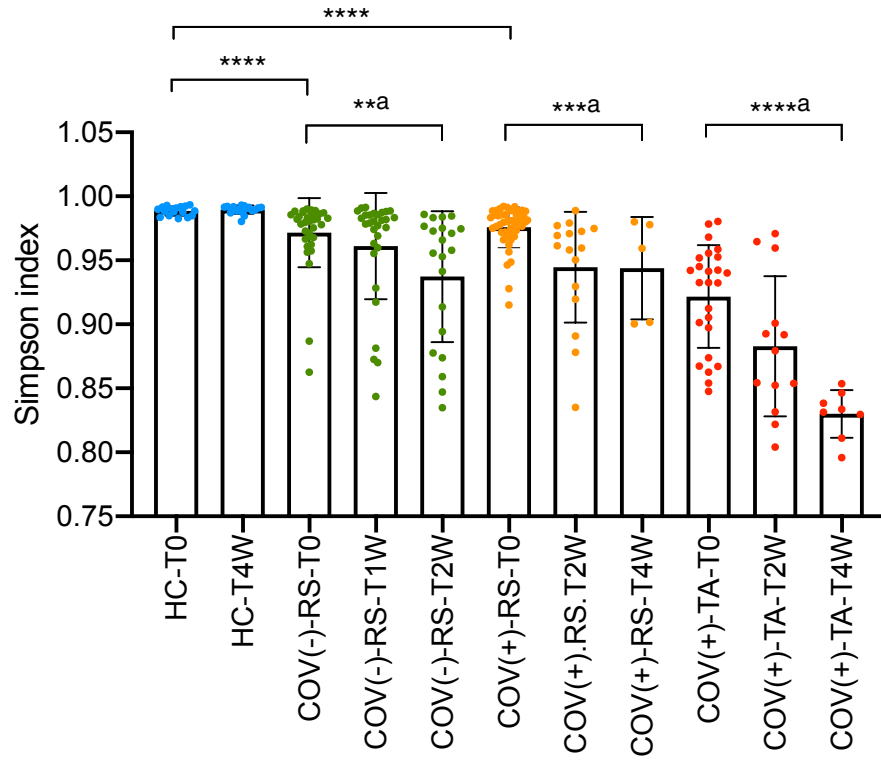 ****
****
**a
***a
****a
1.05
1.00
0.95
0.90
0.85
0.80
0.75
Simpson index
HC-T0
HC-T4W
COV(-)-RS-T0
COV(-)-RS-T1W
COV(-)-RS-T2W
COV(+)-RS-T0
COV(+).RS.T2W
COV(+)-RS-T4W
COV(+)-TA-T0
COV(+)-TA-T2W
COV(+)-TA-T4W